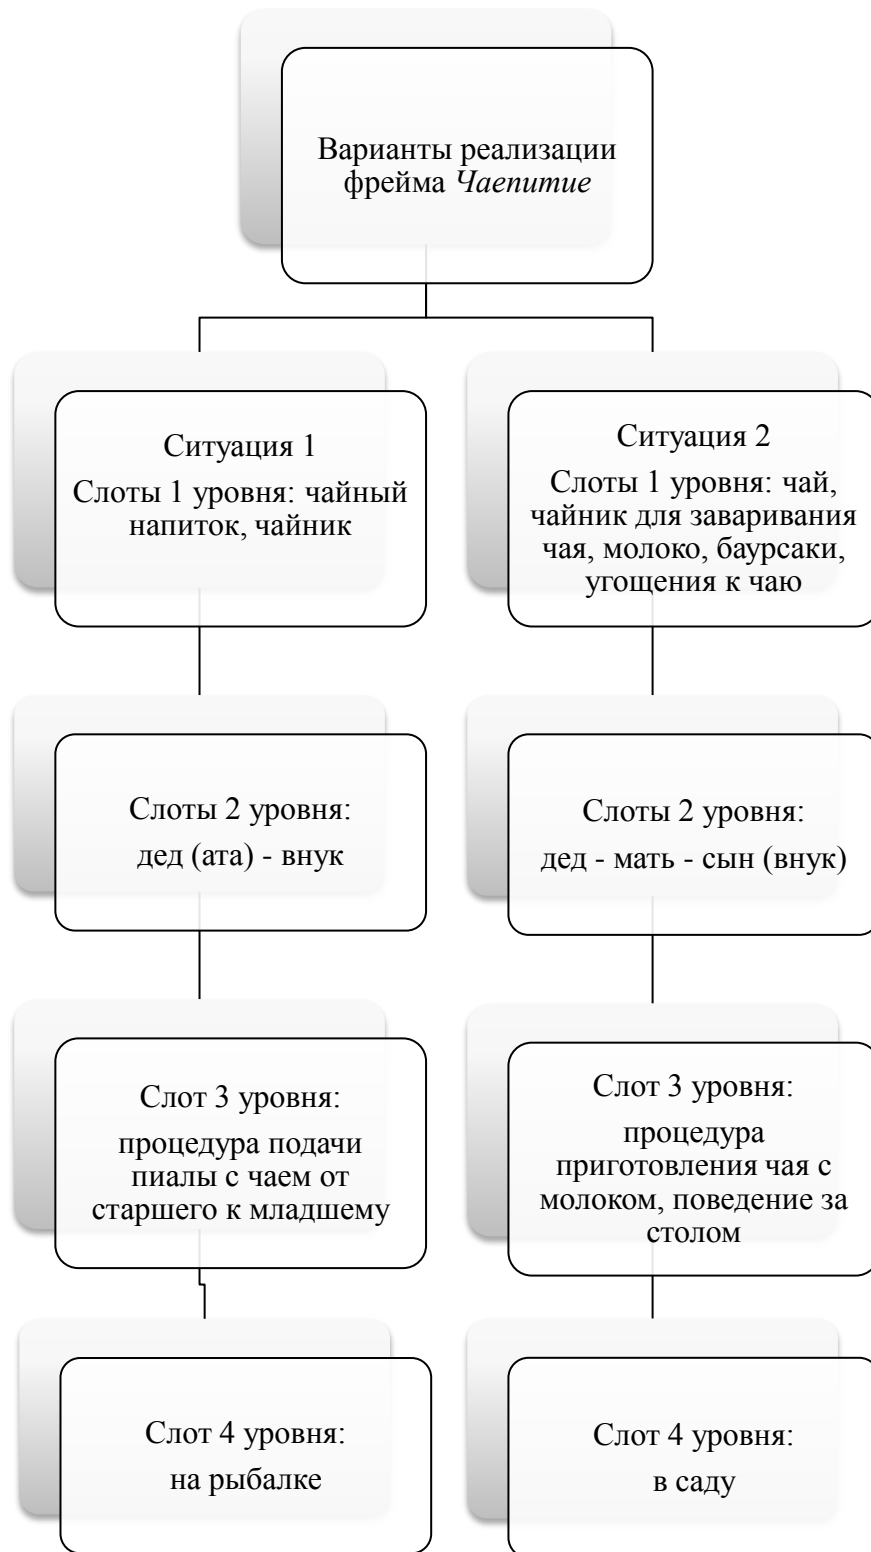 Варианты реализации
фрейма Чаепитие
Ситуация 1
Слоты 1 уровня: чайный
напиток, чайник
Ситуация 2
Слоты 1 уровня: чай,
чайник для заваривания
чая, молоко, баурсаки,
угощения к чаю
Слоты 2 уровня:
дед (ата) - внук
Слоты 2 уровня:
дед - мать - сын (внук)
Слот 3 уровня:
процедура подачи
пиалы с чаем от
старшего к младшему
Слот 3 уровня:
процедура
приготовления чая с
молоком, поведение за
столом
Слот 4 уровня:
на рыбалке
Слот 4 уровня:
в саду